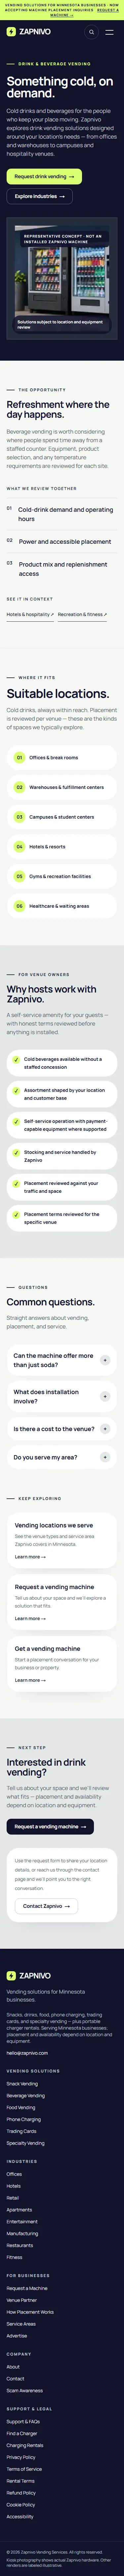 VENDING SOLUTIONS FOR MINNESOTA BUSINESSES · NOW
ACCEPTING MACHINE PLACEMENT INQUIRIES · REQUEST A
MACHINE →
ZAPNIVO
DRINK & BEVERAGE VENDING
Something cold, on
demand.
Cold drinks and beverages for the people
who move through your space. Zapnivo
explores drink vending solutions designed
around the way workplaces, warehouses,
campuses, and
hospitality venues.
Request drink vending →
Explore industries →
REPRESENTATIVE CONCEPT · NOT AN
INSTALLED ZAPNIVO MACHINE
Solutions subject to location and equipment
review
THE OPPORTUNITY
Refreshment where the
day happens.
Beverage vending is worth considering
where people spend time away from a
staffed counter. Equipment, product
selection, and any temperature
requirements are reviewed for each site.
WHAT WE REVIEW TOGETHER
01 Cold-drink demand and operating
hours
02 Power and accessible placement
03 Product mix and replenishment
access
SEE IT IN CONTEXT
Hotels & hospitality ↗ Recreation & fitness ↗
WHERE IT FITS
Suitable locations.
Cold drinks, always within reach. Placement
is reviewed per venue — these are the kinds
of spaces we typically explore.
01 Offices & break rooms
02 Warehouses & fulfillment centers
03 Campuses & student centers
04 Hotels & resorts
05 Gyms & recreation facilities
06 Healthcare & waiting areas
FOR VENUE OWNERS
Why hosts work with
Zapnivo.
A self-service amenity for your guests —
with host terms reviewed before
anything is installed.
✓ Cold beverages available without a
staffed concession
✓ Assortment shaped by your location
and customer base
✓ Self-service operation with payment-
capable equipment where supported
✓ Stocking and service handled by
Zapnivo
✓ Placement reviewed against your
traffic and space
✓ Placement terms reviewed for the
specific venue
QUESTIONS
Common questions.
Straight answers about vending,
placement, and service.
Can the machine offer more
than just soda? +
What does installation
involve? +
Is there a cost to the venue? +
Do you serve my area? +
KEEP EXPLORING
Vending locations we serve
See the venue types and service area
Zapnivo covers in Minnesota.
Learn more →
Request a vending machine
Tell us about your space and we'll explore a
solution that fits.
Learn more →
Get a vending machine
Start a placement conversation for your
business or property.
Learn more →
NEXT STEP
Interested in drink
vending?
Tell us about your space and we'll review
what may fit — placement availability
depend on location and equipment.
Request a vending machine →
Use the request form to share your location
details, or reach us through the contact
page and we'll point you to the right
conversation.
Contact Zapnivo →
ZAPNIVO
Vending solutions for Minnesota
businesses.
Snacks, drinks, food, phone charging, trading
cards, and specialty vending — plus portable
charger rentals. Serving Minnesota businesses;
placement and availability depend on location and
equipment.
hello@zapnivo.com
VENDING SOLUTIONS
Snack Vending
Beverage Vending
Food Vending
Phone Charging
Trading Cards
Specialty Vending
INDUSTRIES
Offices
Hotels
Retail
Apartments
Entertainment
Manufacturing
Restaurants
Fitness
FOR BUSINESSES
Request a Machine
Venue Partner
How Placement Works
Service Areas
Advertise
COMPANY
About
Contact
Scam Awareness
SUPPORT & LEGAL
Support & FAQs
Find a Charger
Charging Rentals
Privacy Policy
Terms of Service
Rental Terms
Refund Policy
Cookie Policy
Accessibility
© 2026 Zapnivo Vending Services. All rights reserved.
Kiosk photography shows actual Zapnivo hardware. Other
renders are labeled illustrative.